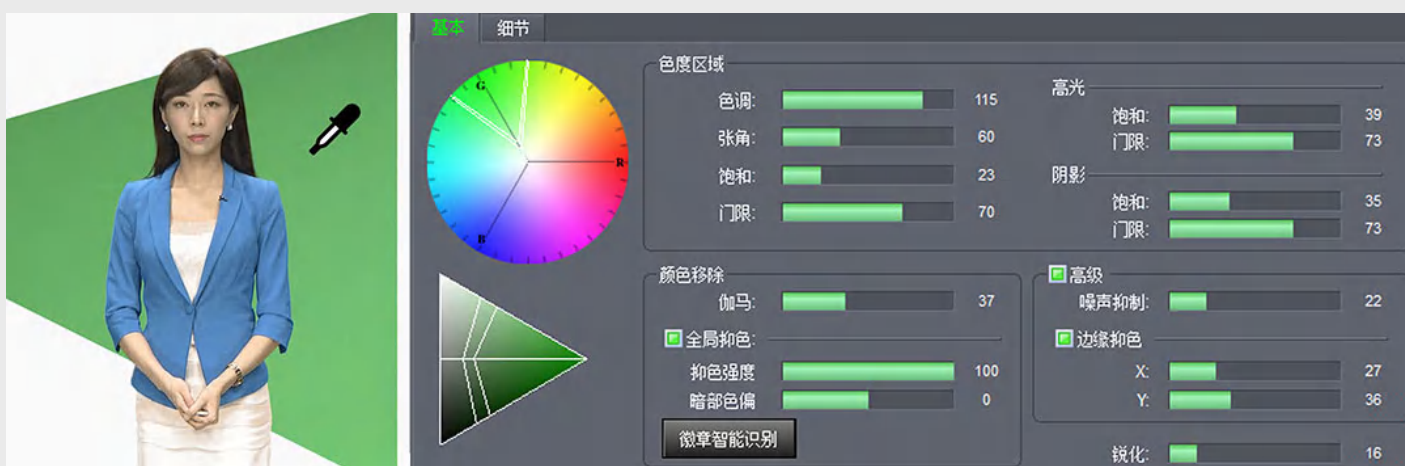 基本 细节
G
R
B
色度区域
色调: 115
张角: 60
饱和: 23
门限: 70
高光
饱和: 39
门限: 73
阴影
饱和: 35
门限: 73
颜色移除
伽马: 37
全局抑色:
抑色强度 100
暗部色偏 0
徽章智能识别
高级
噪声抑制: 22
边缘抑色
X: 27
Y: 36
锐化: 16